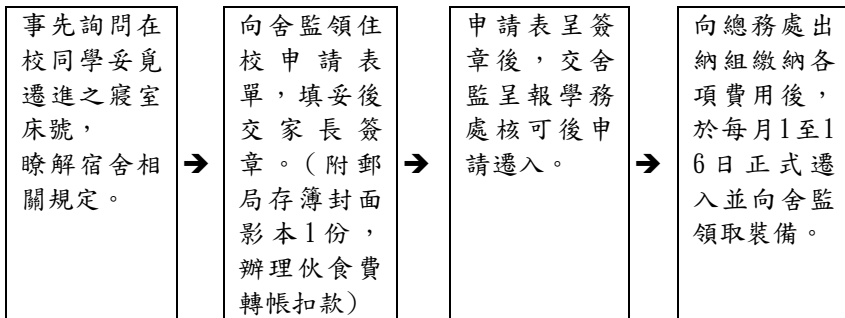 事先詢問在
校同學妥覓
遷進之寢室
床號，
瞭解宿舍相
關規定。
➔
向舍監領住
校申請表
單，填妥後
交家長簽
章。(附郵
局存簿封面
影本1份，
辦理伙食費
轉帳扣款)
➔
申請表呈簽
章後，交舍
監呈報學務
處核可後申
請遷入。
➔
向總務處出
納組繳納各
項費用後，
於每月1至1
6日正式遷
入並向舍監
領取裝備。